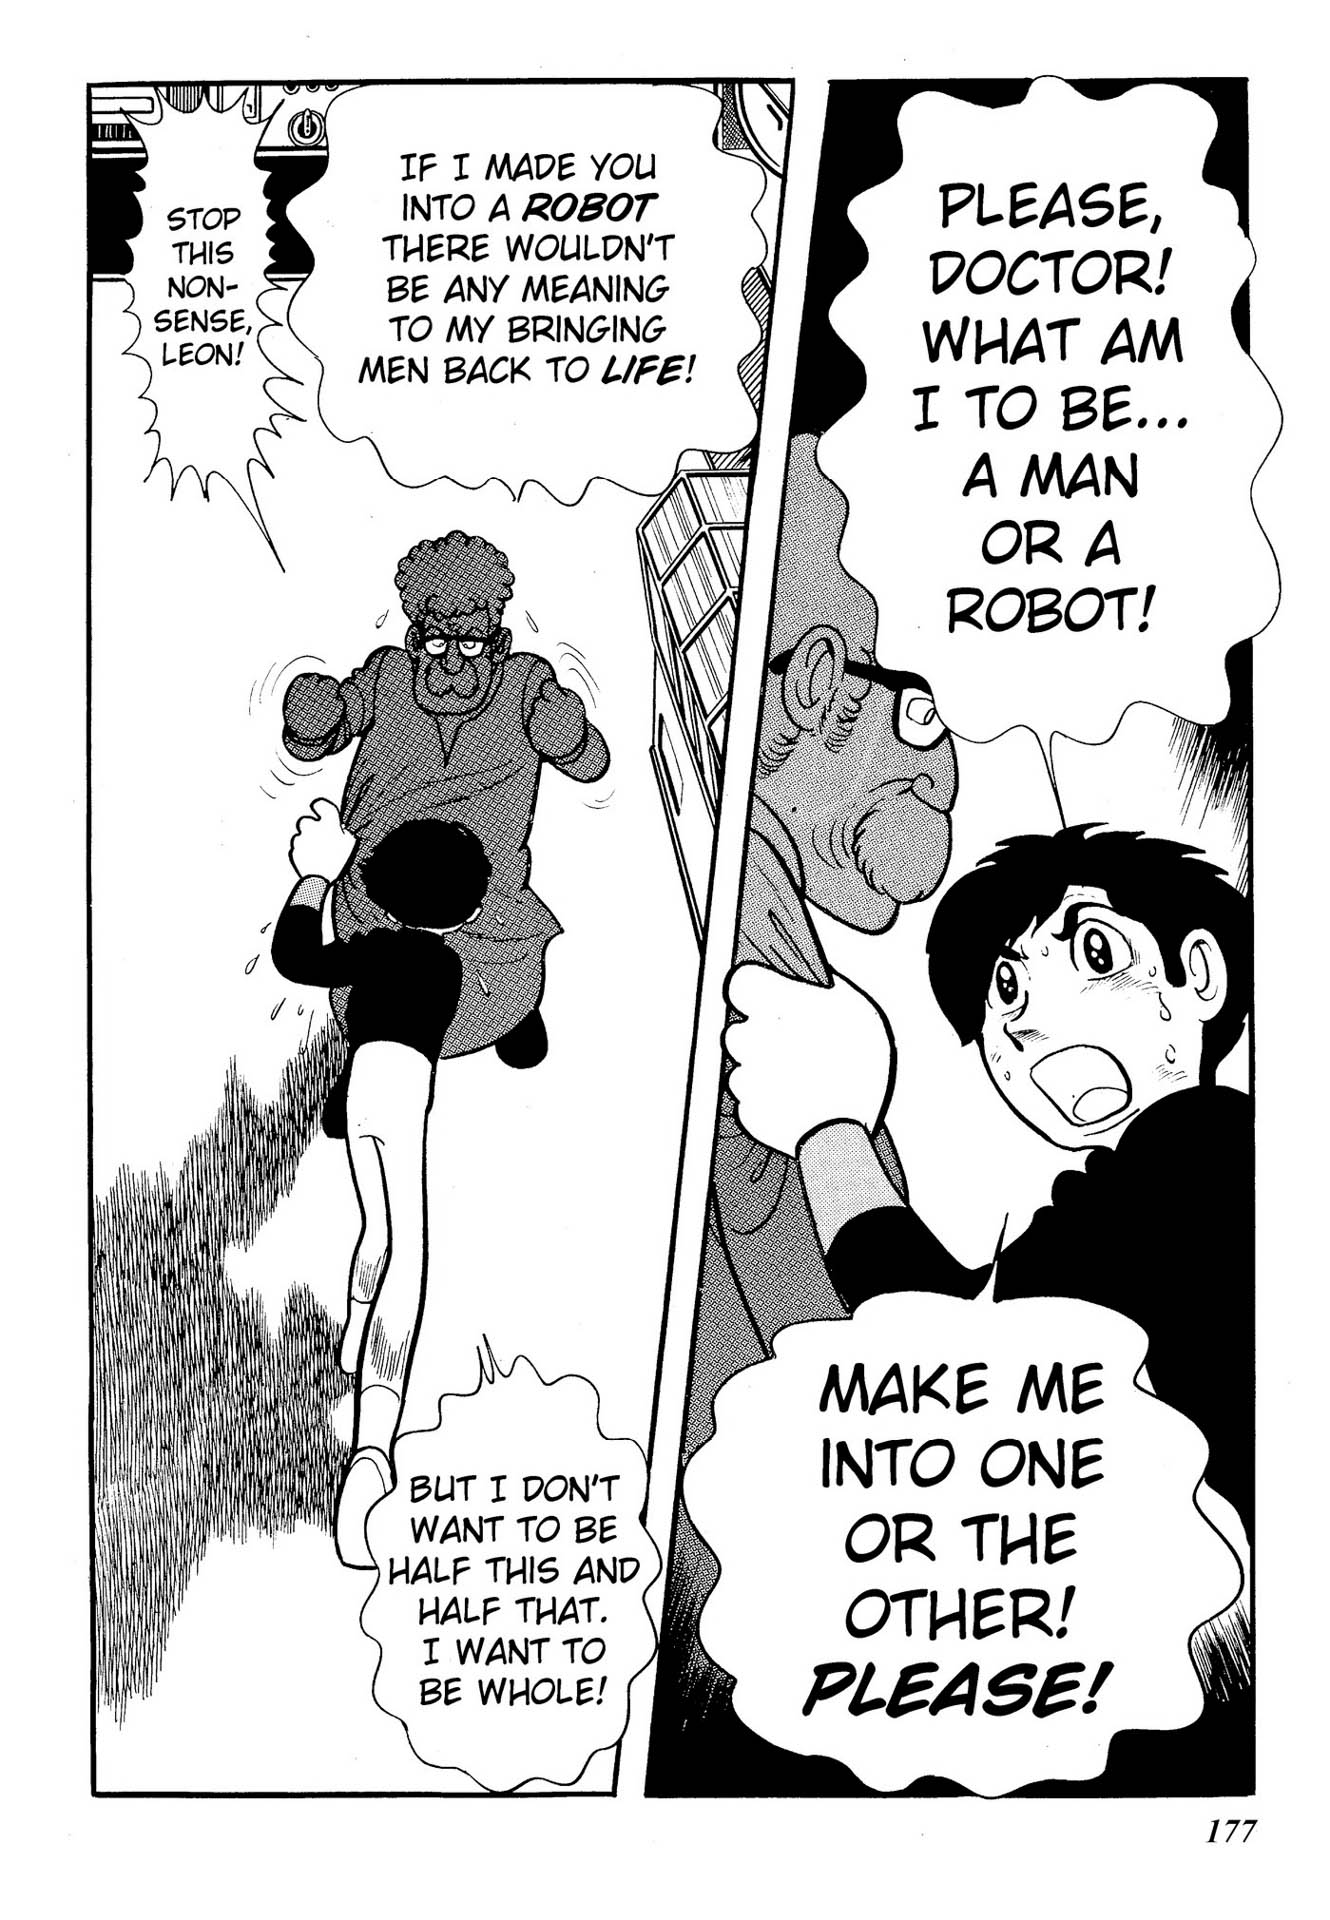 PLEASE,
DOCTOR!
WHAT AM
I TO BE...
A MAN
OR A
ROBOT!
MAKE ME
INTO ONE
OR THE
OTHER!
PLEASE!
IF I MADE YOU
INTO A ROBOT
THERE WOULDN'T
BE ANY MEANING
TO MY BRINGING
MEN BACK TO LIFE!
STOP
THIS
NON-
SENSE,
LEON!
BUT I DON'T
WANT TO BE
HALF THIS AND
HALF THAT.
I WANT TO
BE WHOLE!
177